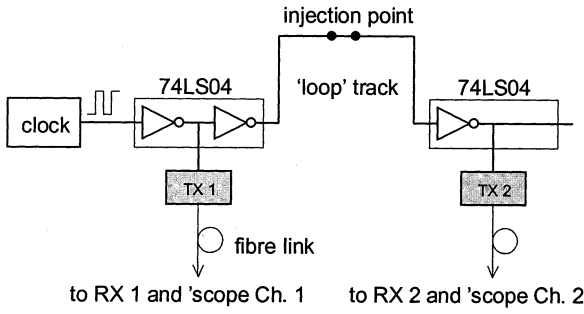 injection point
74LS04
'loop' track
74LS04
clock
TX 1
TX 2
fibre link
to RX 1 and 'scope Ch. 1
to RX 2 and 'scope Ch. 2